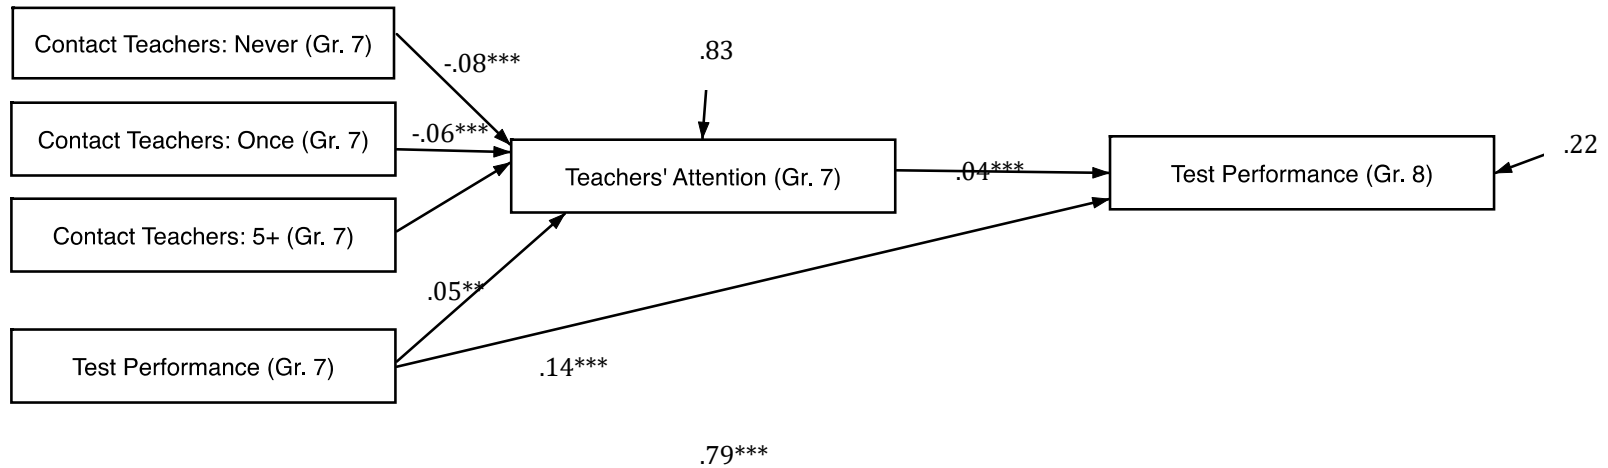 Contact Teachers: Never (Gr. 7)
-.08***
.83
Contact Teachers: Once (Gr. 7)
-.06***
Teachers' Attention (Gr. 7)
.04***
Test Performance (Gr. 8)
.22
Contact Teachers: 5+ (Gr. 7)
.05**
Test Performance (Gr. 7)
.14***
.79***